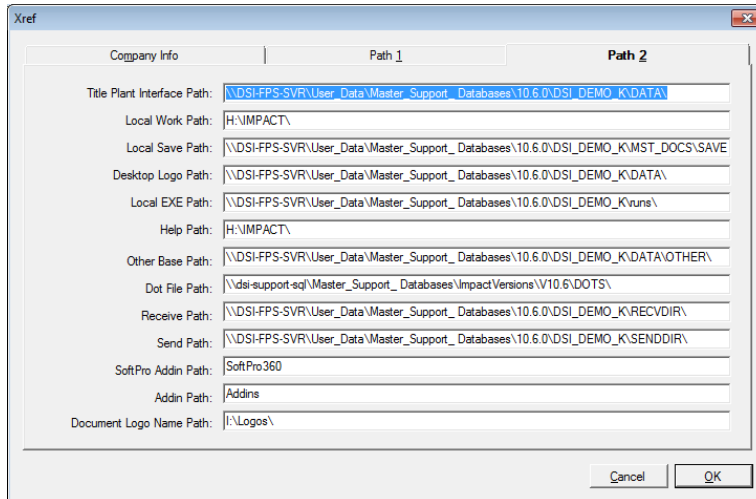 Xref
Company Info Path 1 Path 2
Title Plant Interface Path: \\DSI-FPS-SVR\User_Data\Master_Support_ Databases\10.6.0\DSI_DEMO_K\DATA\
Local Work Path: H:\IMPACT\
Local Save Path: \\DSI-FPS-SVR\User_Data\Master_Support_ Databases\10.6.0\DSI_DEMO_K\MST_DOCS\SAVE
Desktop Logo Path: \\DSI-FPS-SVR\User_Data\Master_Support_ Databases\10.6.0\DSI_DEMO_K\DATA\
Local EXE Path: \\DSI-FPS-SVR\User_Data\Master_Support_ Databases\10.6.0\DSI_DEMO_K\runs\
Help Path: H:\IMPACT\
Other Base Path: \\DSI-FPS-SVR\User_Data\Master_Support_ Databases\10.6.0\DSI_DEMO_K\DATA\OTHER\
Dot File Path: \\dsi-support-sql\Master_Support_ Databases\ImpactVersions\V10.6\DOTS\
Receive Path: \\DSI-FPS-SVR\User_Data\Master_Support_ Databases\10.6.0\DSI_DEMO_K\RECVDIR\
Send Path: \\DSI-FPS-SVR\User_Data\Master_Support_ Databases\10.6.0\DSI_DEMO_K\SENDDIR\
SoftPro Addin Path: SoftPro360
Addin Path: Addins
Document Logo Name Path: I:\Logos\
Cancel OK